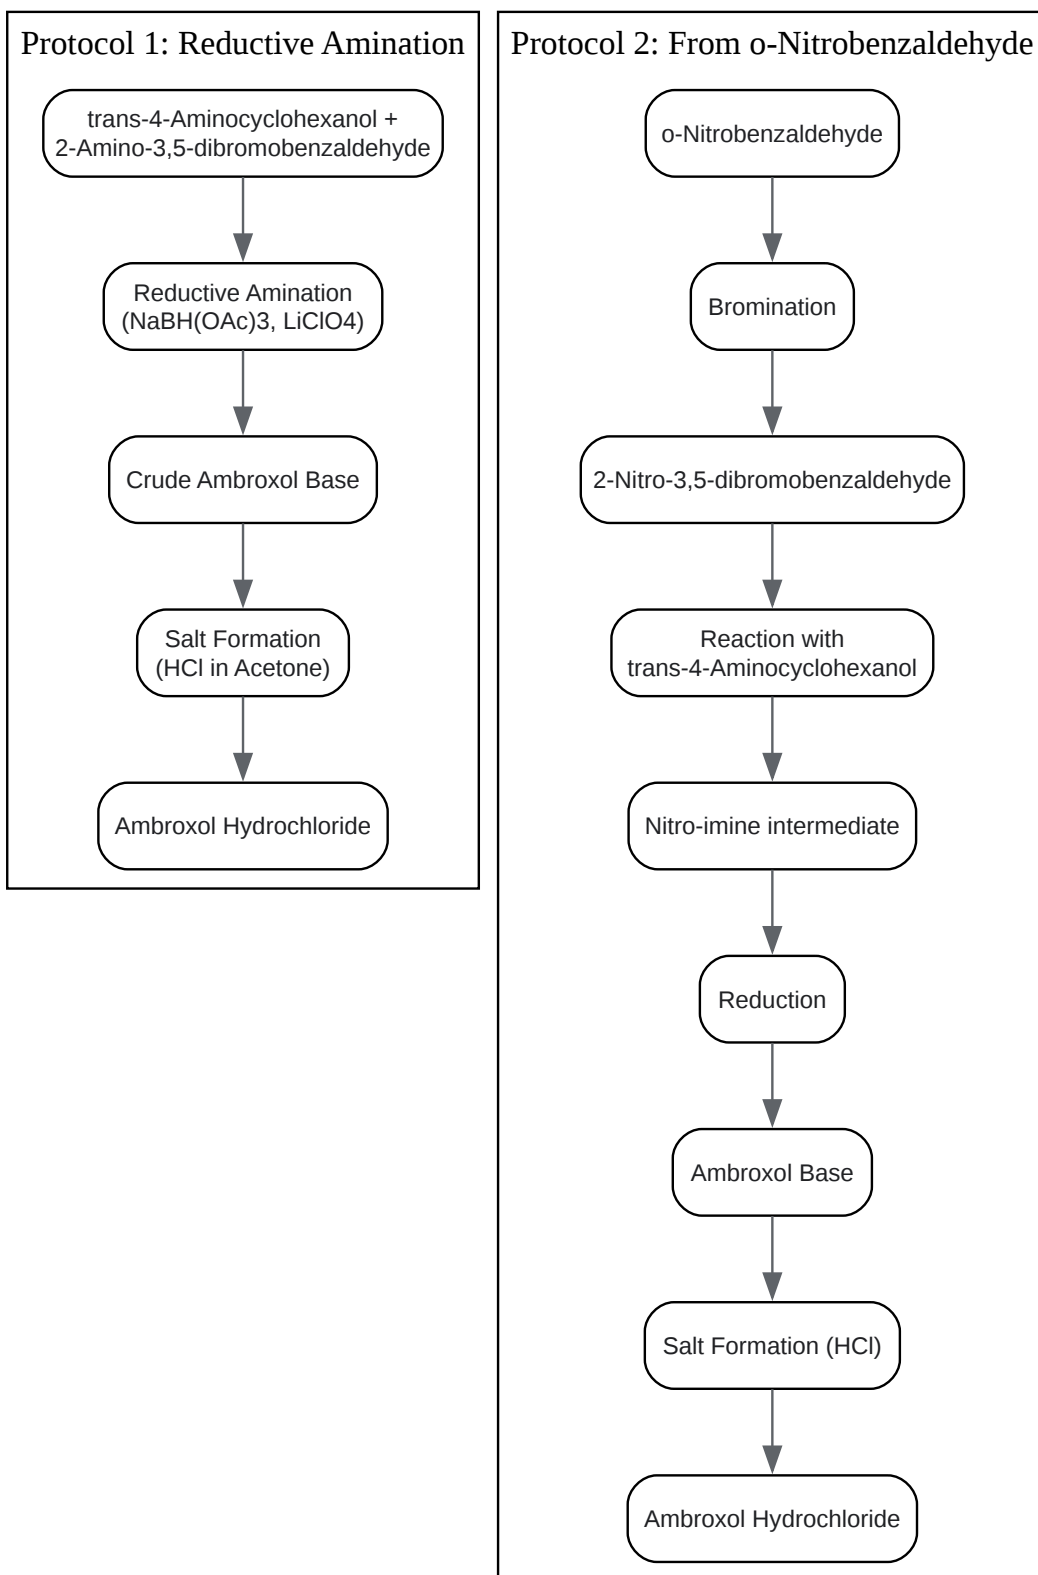 Protocol 1: Reductive Amination
trans-4-Aminocyclohexanol +
2-Amino-3,5-dibromobenzaldehyde
Reductive Amination
(NaBH(OAc)3, LiClO4)
Crude Ambroxol Base
Salt Formation
(HCl in Acetone)
Ambroxol Hydrochloride
Protocol 2: From o-Nitrobenzaldehyde
o-Nitrobenzaldehyde
Bromination
2-Nitro-3,5-dibromobenzaldehyde
Reaction with
trans-4-Aminocyclohexanol
Nitro-imine intermediate
Reduction
Ambroxol Base
Salt Formation (HCl)
Ambroxol Hydrochloride